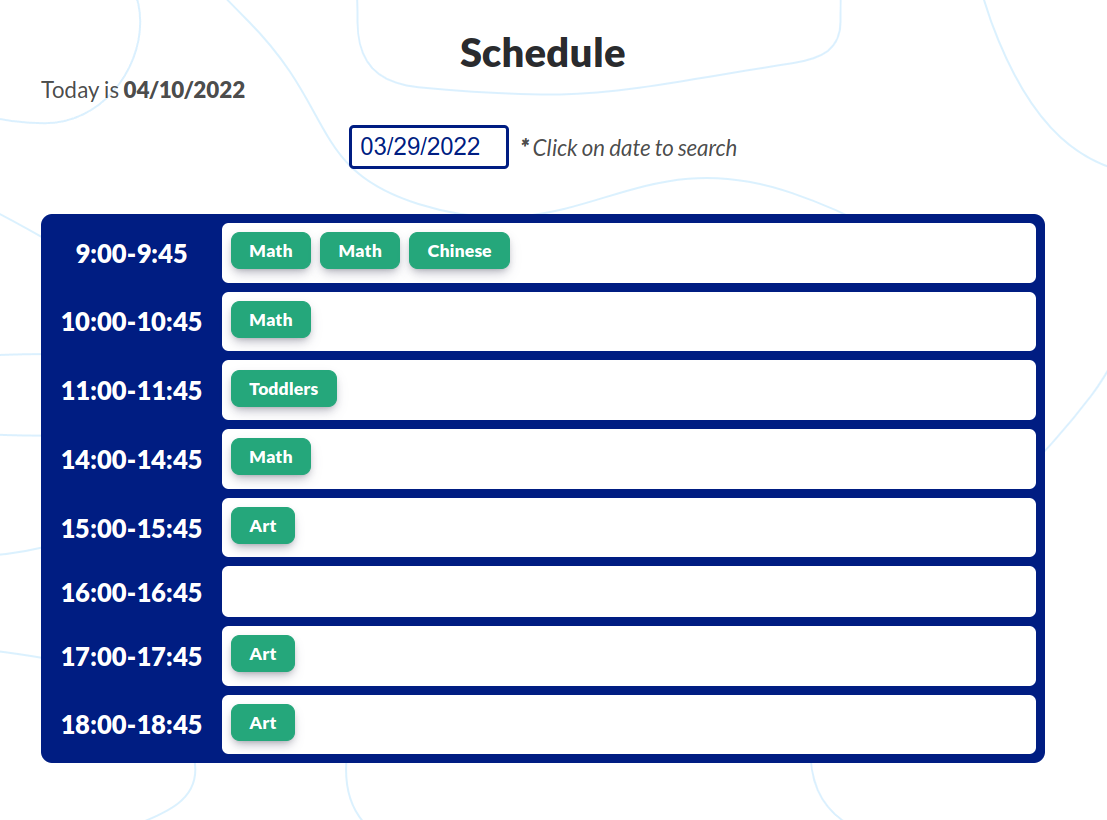 Schedule
Today is 04/10/2022
03/29/2022 * Click on date to search
9:00-9:45 Math Math Chinese
10:00-10:45 Math
11:00-11:45 Toddlers
14:00-14:45 Math
15:00-15:45 Art
16:00-16:45
17:00-17:45 Art
18:00-18:45 Art